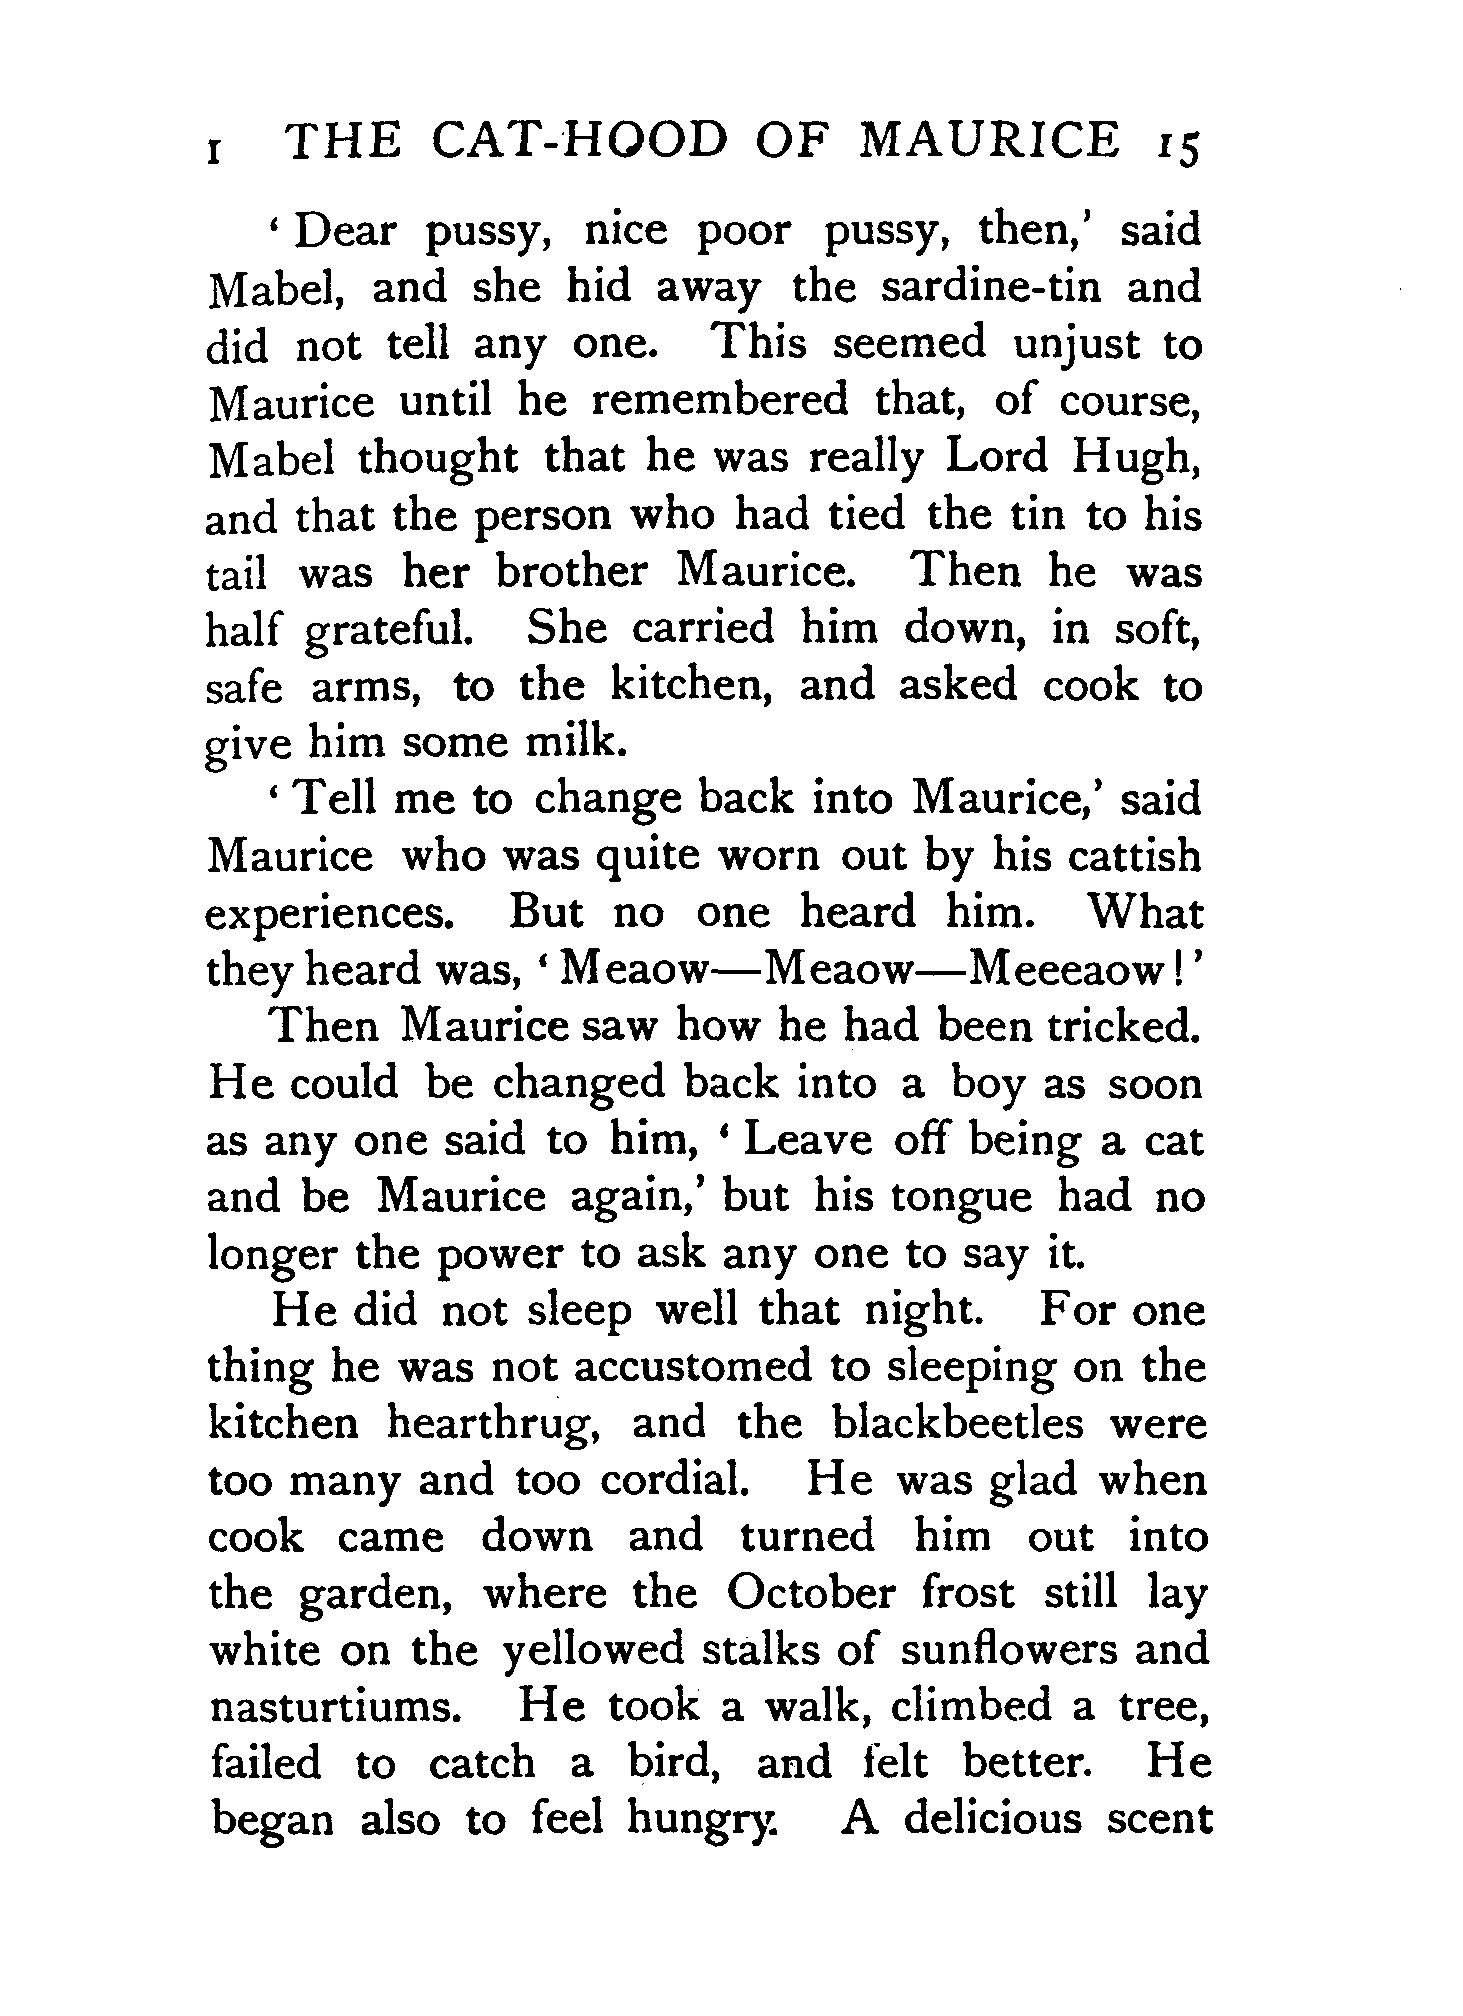 I THE CAT-HOOD OF MAURICE 15
‘ Dear pussy, nice poor pussy, then,’ said
Mabel, and she hid away the sardine-tin and
did not tell any one. This seemed unjust to
Maurice until he remembered that, of course,
Mabel thought that he was really Lord Hugh,
and that the person who had tied the tin to his
tail was her brother Maurice. Then he was
half grateful. She carried him down, in soft,
safe arms, to the kitchen, and asked cook to
give him some milk.
‘ Tell me to change back into Maurice,’ said
Maurice who was quite worn out by his cattish
experiences. But no one heard him. What
they heard was, ‘ Meaow—Meaow—Meeeaow ! ’
Then Maurice saw how he had been tricked.
He could be changed back into a boy as soon
as any one said to him, ‘ Leave off being a cat
and be Maurice again,’ but his tongue had no
longer the power to ask any one to say it.
He did not sleep well that night. For one
thing he was not accustomed to sleeping on the
kitchen hearthrug, and the blackbeetles were
too many and too cordial. He was glad when
cook came down and turned him out into
the garden, where the October frost still lay
white on the yellowed stalks of sunflowers and
nasturtiums. He took a walk, climbed a tree,
failed to catch a bird, and felt better. He
began also to feel hungry. A delicious scent